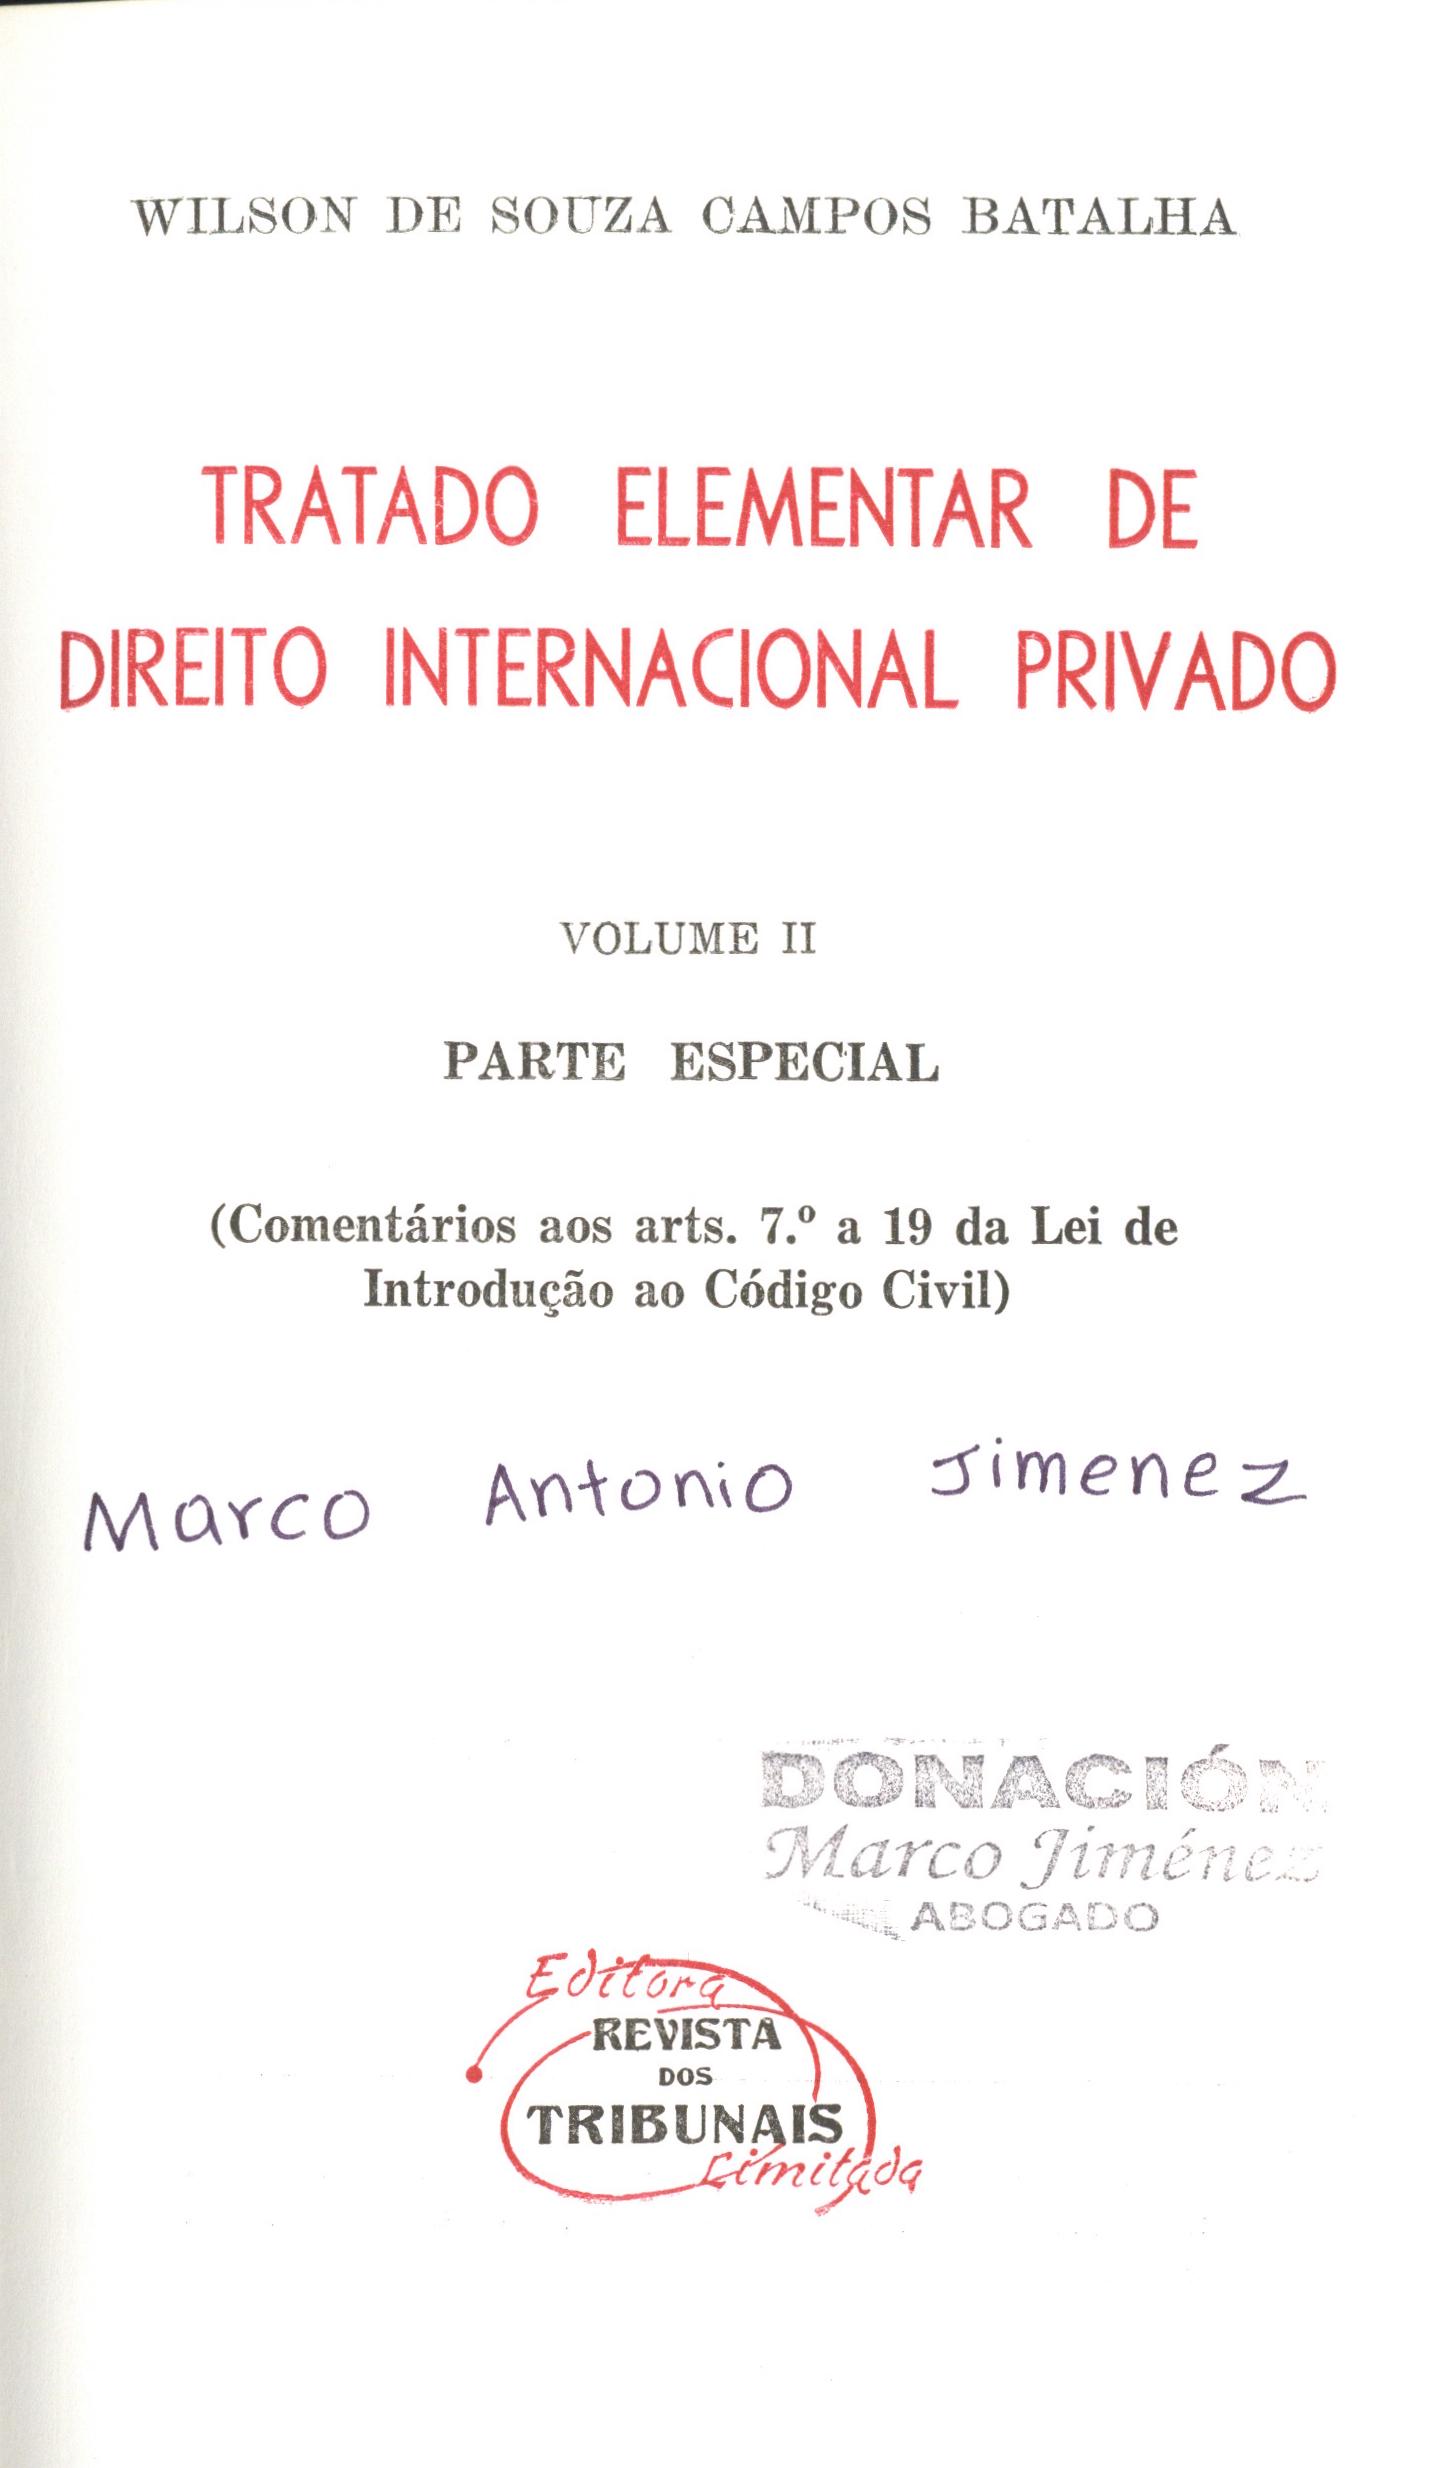 WILSON DE SOUZA CAMPOS BATALHA
TRATADO ELEMENTAR DE
DIREITO INTERNACIONAL PRIVADO
VOLUME II
PARTE ESPECIAL
(Comentários aos arts. 7.º a 19 da Lei de
Introdução ao Código Civil)
Marco Antonio Jimenez
DONACIÓN
Marco Jiménez
ABOGADO
Editora
REVISTA
DOS
TRIBUNAIS
Limitada